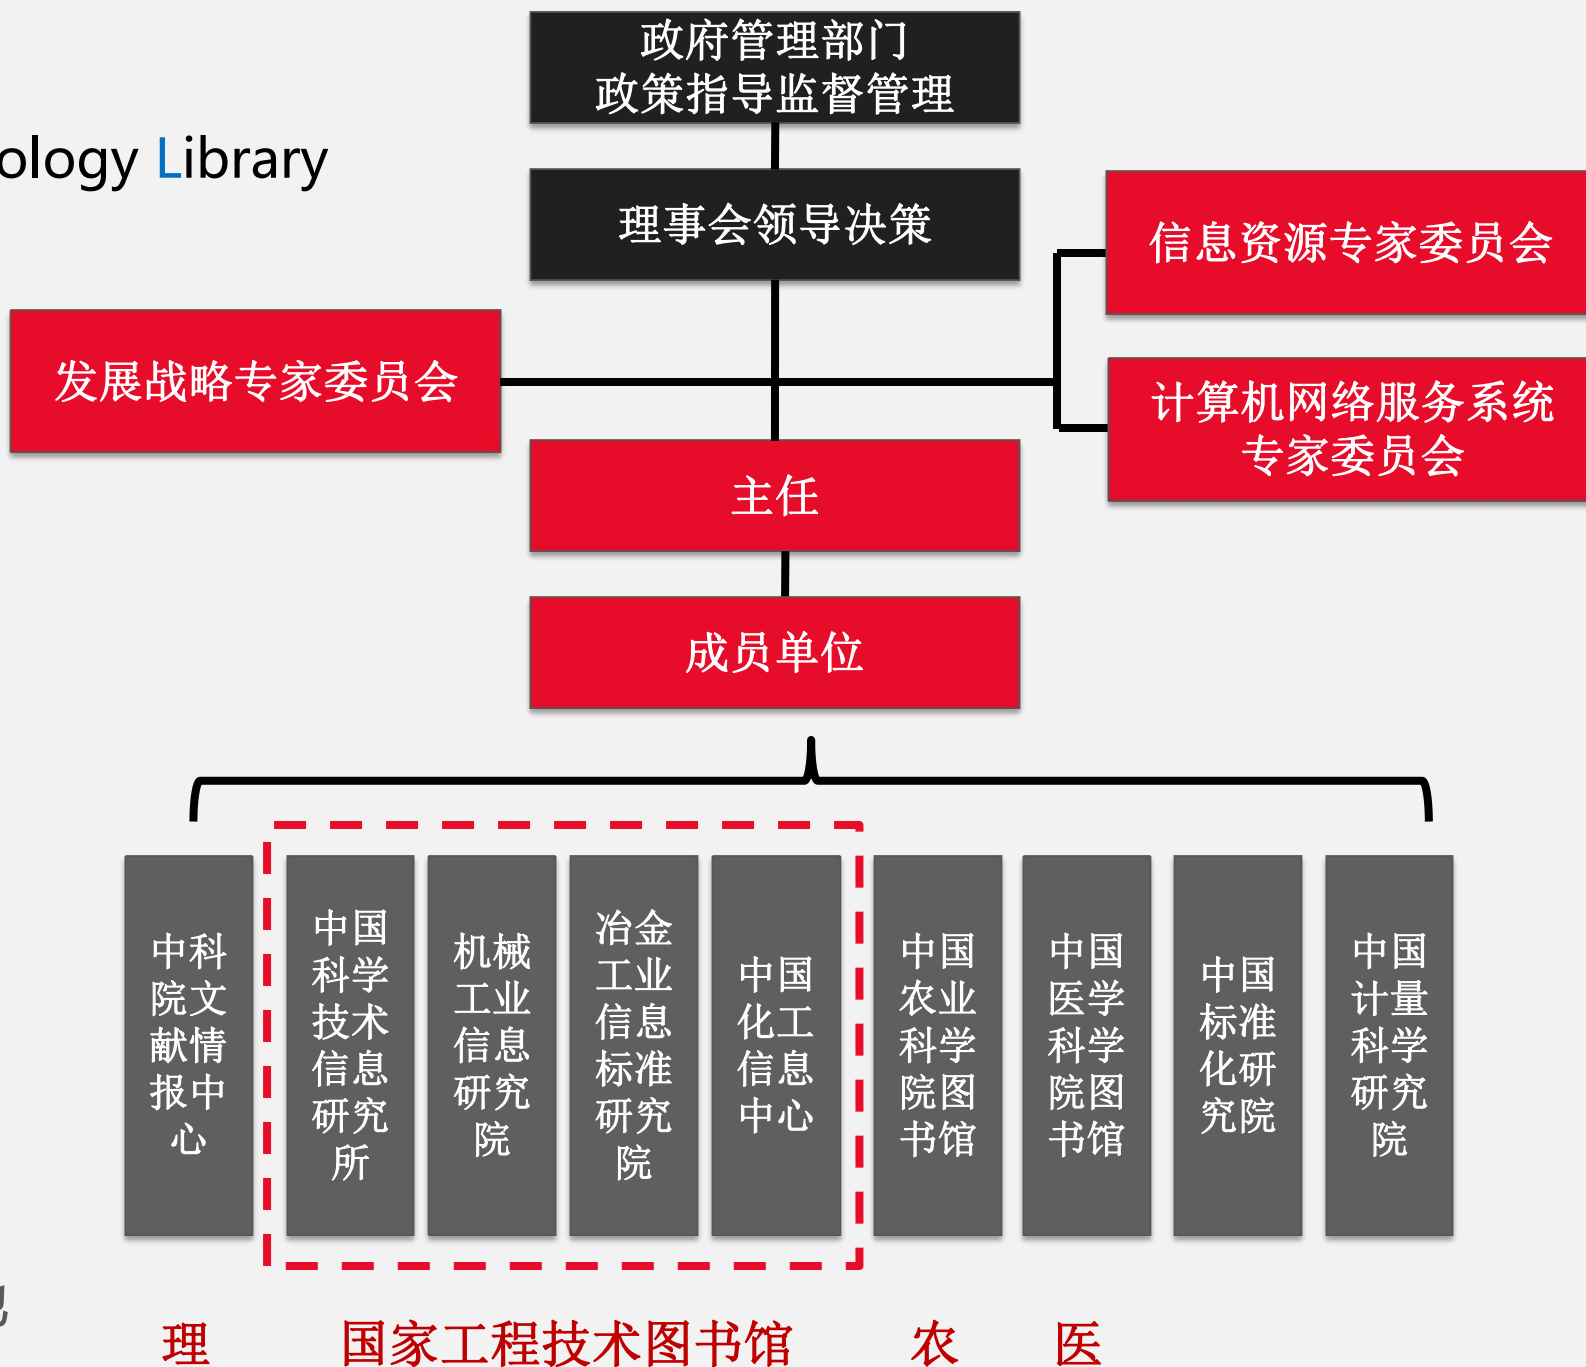 政府管理部门
政策指导监督管理
ology Library
理事会领导决策
信息资源专家委员会
发展战略专家委员会
计算机网络服务系统
专家委员会
主任
成员单位
中科
院文
献情
报中
心
中国
科学
技术
信息
研究
所
机械
工业
信息
研究
院
冶金
工业
信息
标准
研究
院
中国
化工
信息
中心
中国
农业
科学
院图
书馆
中国
医学
科学
院图
书馆
中国
标准
化研
究院
中国
计量
科学
研究
院
理
国家工程技术图书馆
农
医